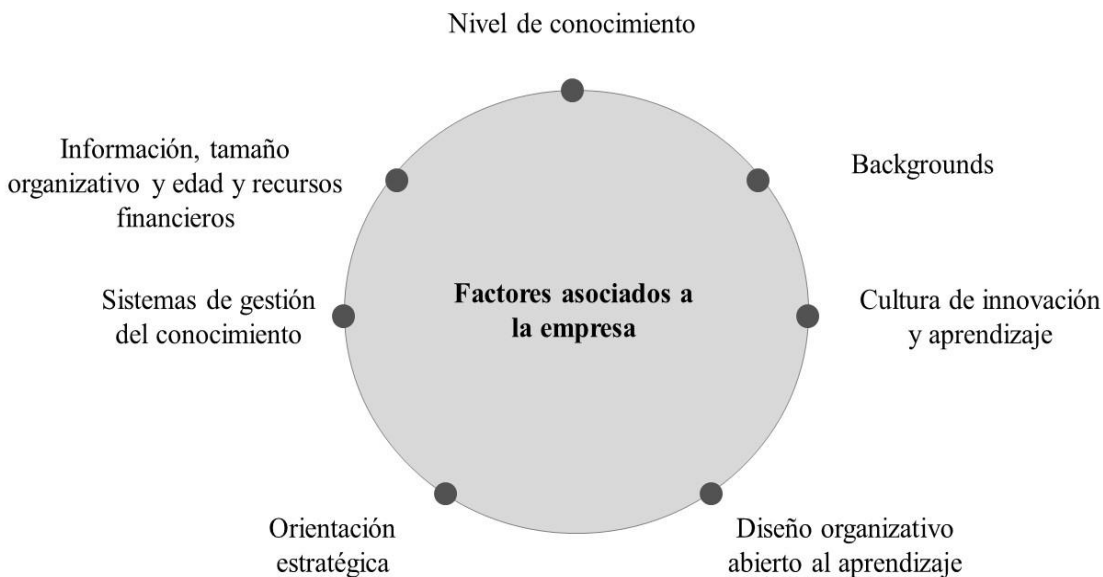 Nivel de conocimiento
Información, tamaño
organizativo y edad y recursos
financieros
Backgrounds
Sistemas de gestión
del conocimiento
Factores asociados a
la empresa
Cultura de innovación
y aprendizaje
Orientación
estratégica
Diseño organizativo
abierto al aprendizaje